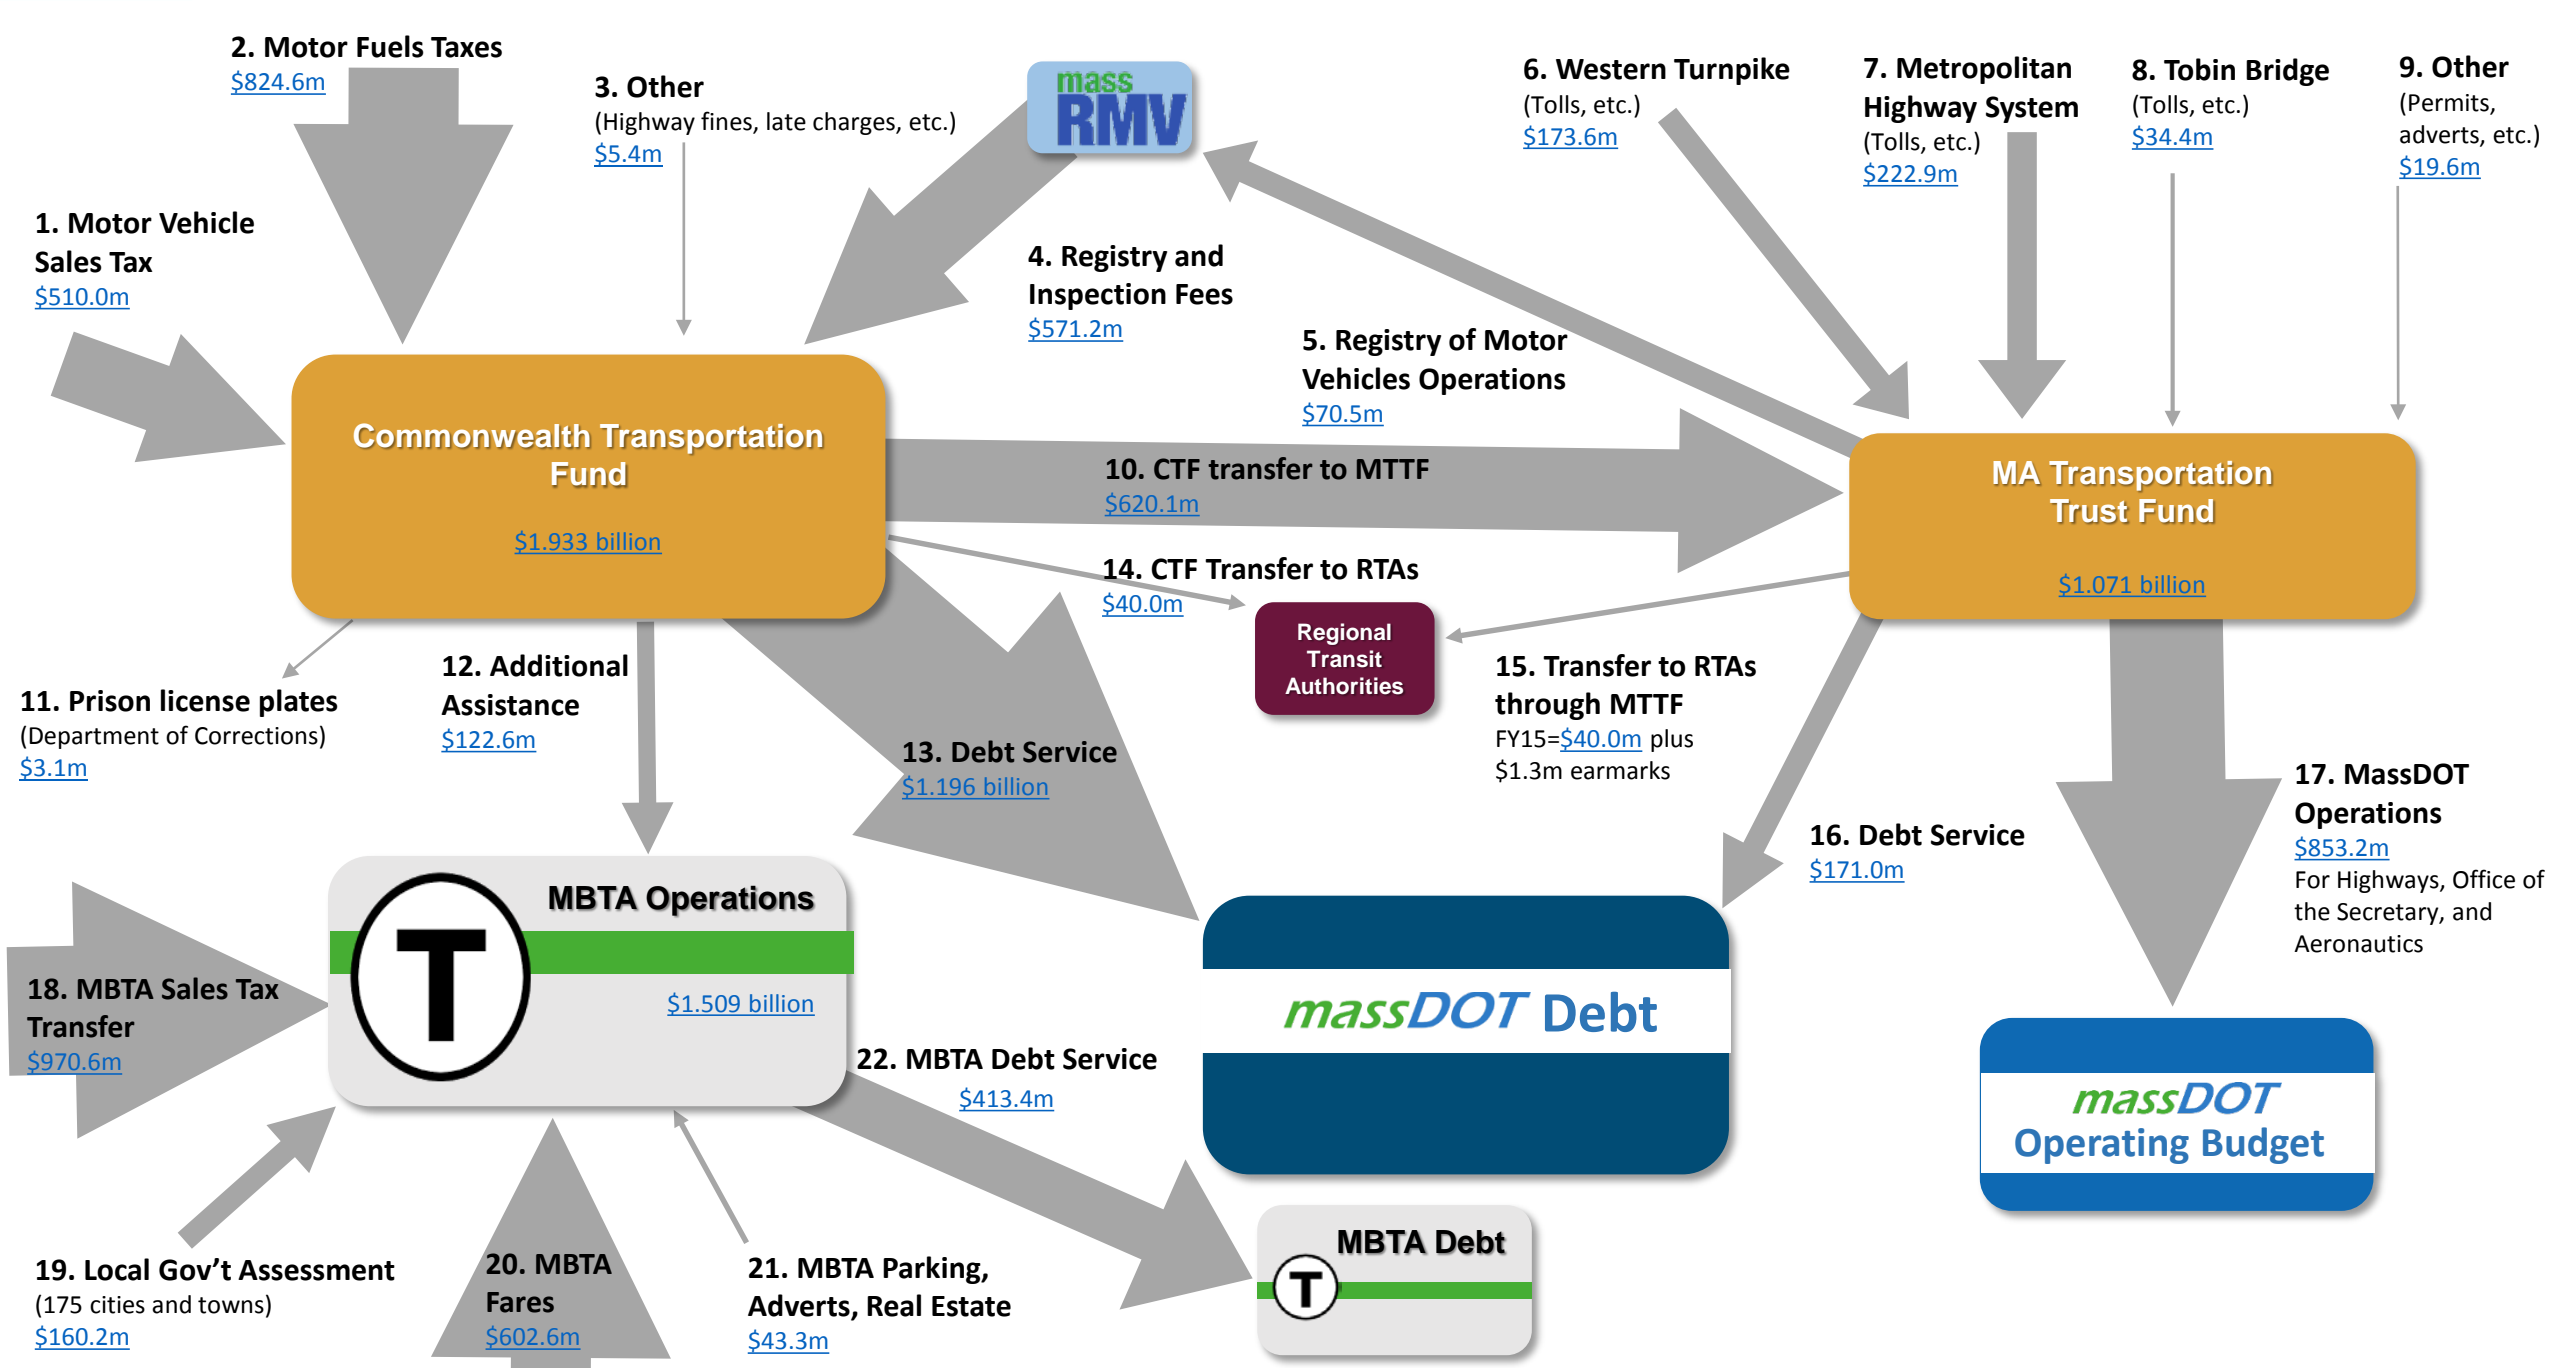 2. Motor Fuels Taxes
$824.6m
3. Other
(Highway fines, late charges, etc.)
$5.4m
mass
RMV
6. Western Turnpike
(Tolls, etc.)
$173.6m
7. Metropolitan
Highway System
(Tolls, etc.)
$222.9m
8. Tobin Bridge
(Tolls, etc.)
$34.4m
9. Other
(Permits,
adverts, etc.)
$19.6m
1. Motor Vehicle
Sales Tax
$510.0m
4. Registry and
Inspection Fees
$571.2m
5. Registry of Motor
Vehicles Operations
$70.5m
Commonwealth Transportation
Fund
$1.933 billion
10. CTF transfer to MTTF
$620.1m
MA Transportation
Trust Fund
$1.071 billion
14. CTF Transfer to RTAs
$40.0m
Regional
Transit
Authorities
11. Prison license plates
(Department of Corrections)
$3.1m
12. Additional
Assistance
$122.6m
13. Debt Service
$1.196 billion
15. Transfer to RTAs
through MTTF
FY15=$40.0m plus
$1.3m earmarks
16. Debt Service
$171.0m
17. MassDOT
Operations
$853.2m
For Highways, Office of
the Secretary, and
Aeronautics
18. MBTA Sales Tax
Transfer
$970.6m
T
MBTA Operations
$1.509 billion
massDOT Debt
22. MBTA Debt Service
$413.4m
massDOT
Operating Budget
19. Local Gov't Assessment
(175 cities and towns)
$160.2m
20. MBTA
Fares
$602.6m
21. MBTA Parking,
Adverts, Real Estate
$43.3m
MBTA Debt
T